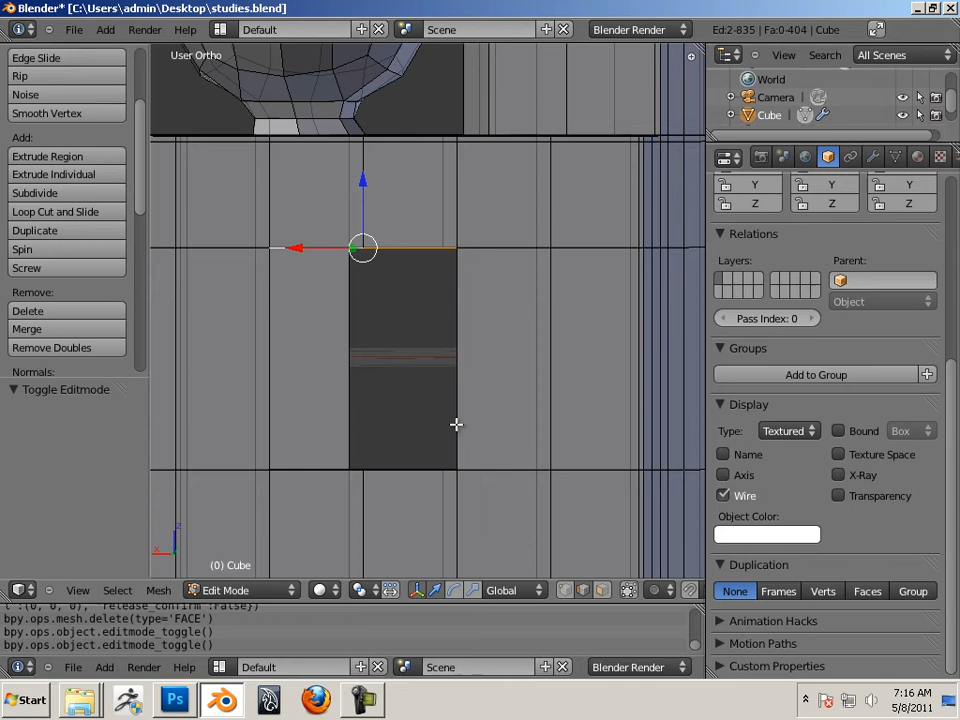 Blender* [C:\Users\admin\Desktop\studies.blend]
File Add Render Help Default Scene Blender Render Ed:2-835 | Fa:0-404 | Cube
Edge Slide
Rip
Noise
Smooth Vertex
Add:
Extrude Region
Extrude Individual
Subdivide
Loop Cut and Slide
Duplicate
Spin
Screw
Remove:
Delete
Merge
Remove Doubles
Normals:
Toggle Editmode
User Ortho
z
x
(0) Cube
View Search All Scenes
World
Camera
Cube
Y Y Y
Z Z Z
Relations
Layers: Parent:
Object
Pass Index: 0
Groups
Add to Group
Display
Type: Textured Bound Box
Name Texture Space
Axis X-Ray
Wire Transparency
Object Color:
Duplication
None Frames Verts Faces Group
Animation Hacks
Motion Paths
Custom Properties
View Select Mesh Edit Mode Global
t":(0, 0, 0), "release_confirm":False})
bpy.ops.mesh.delete(type='FACE')
bpy.ops.object.editmode_toggle()
bpy.ops.object.editmode_toggle()
File Add Render Help Default Scene Blender Render
Start Ps 7:16 AM
5/8/2011